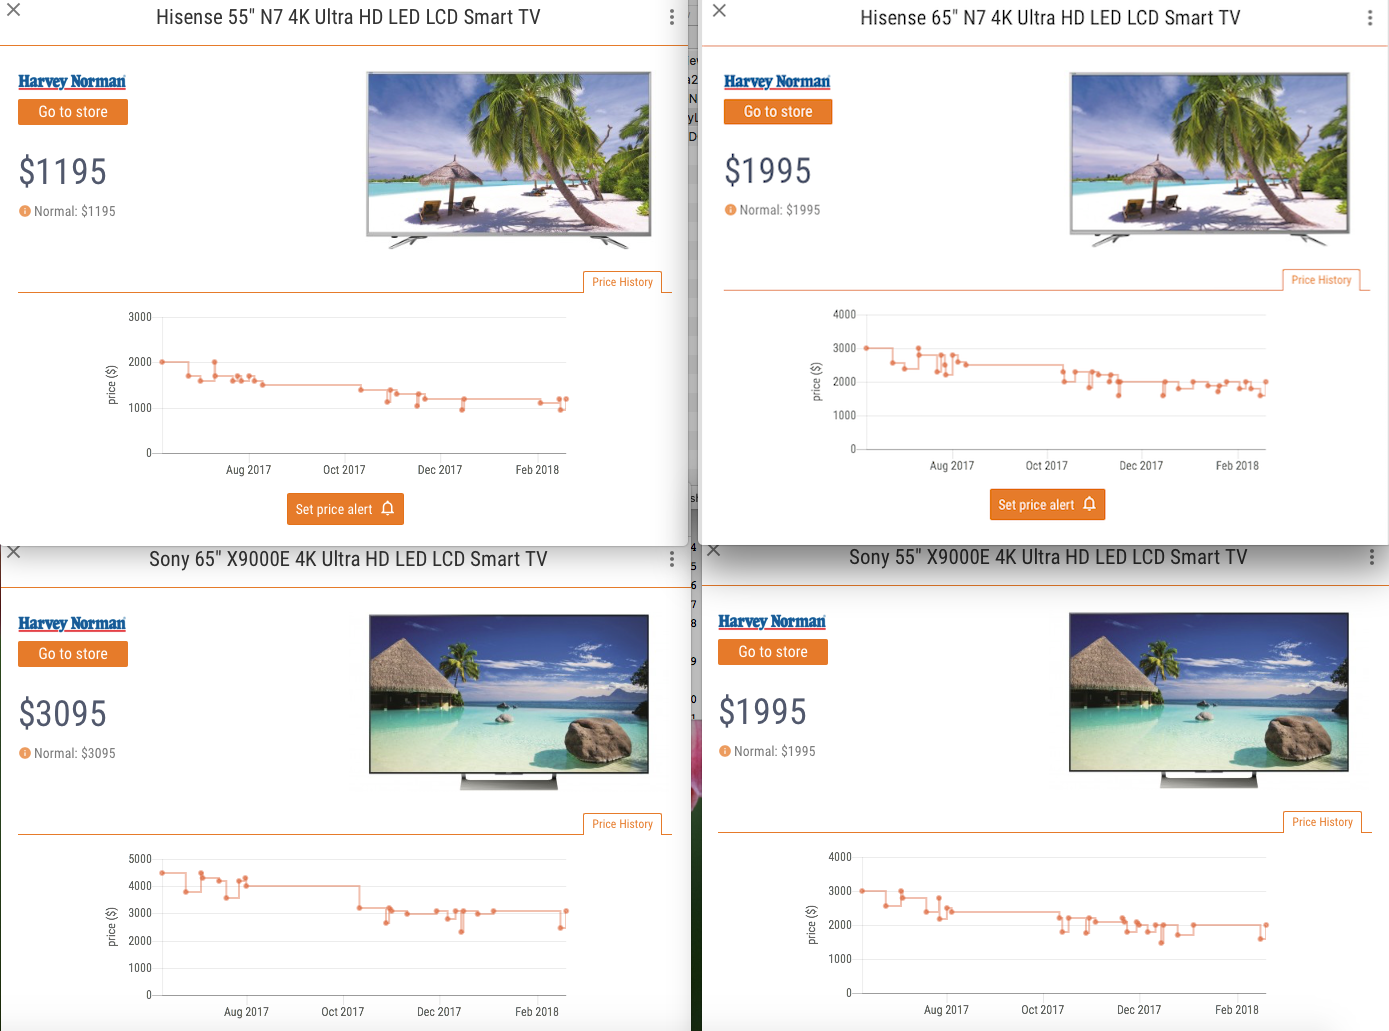 Hisense 55" N7 4K Ultra HD LED LCD Smart TV
Harvey Norman
Go to store
$1195
Normal: $1195
Price History
3000
2000
1000
0
price ($)
Aug 2017 Oct 2017 Dec 2017 Feb 2018
Set price alert
Hisense 65" N7 4K Ultra HD LED LCD Smart TV
Harvey Norman
Go to store
$1995
Normal: $1995
Price History
4000
3000
2000
1000
0
price ($)
Aug 2017 Oct 2017 Dec 2017 Feb 2018
Set price alert
Sony 65" X9000E 4K Ultra HD LED LCD Smart TV
Harvey Norman
Go to store
$3095
Normal: $3095
Price History
5000
4000
3000
2000
1000
0
price ($)
Aug 2017 Oct 2017 Dec 2017 Feb 2018
Sony 55" X9000E 4K Ultra HD LED LCD Smart TV
Harvey Norman
Go to store
$1995
Normal: $1995
Price History
4000
3000
2000
1000
0
price ($)
Aug 2017 Oct 2017 Dec 2017 Feb 2018